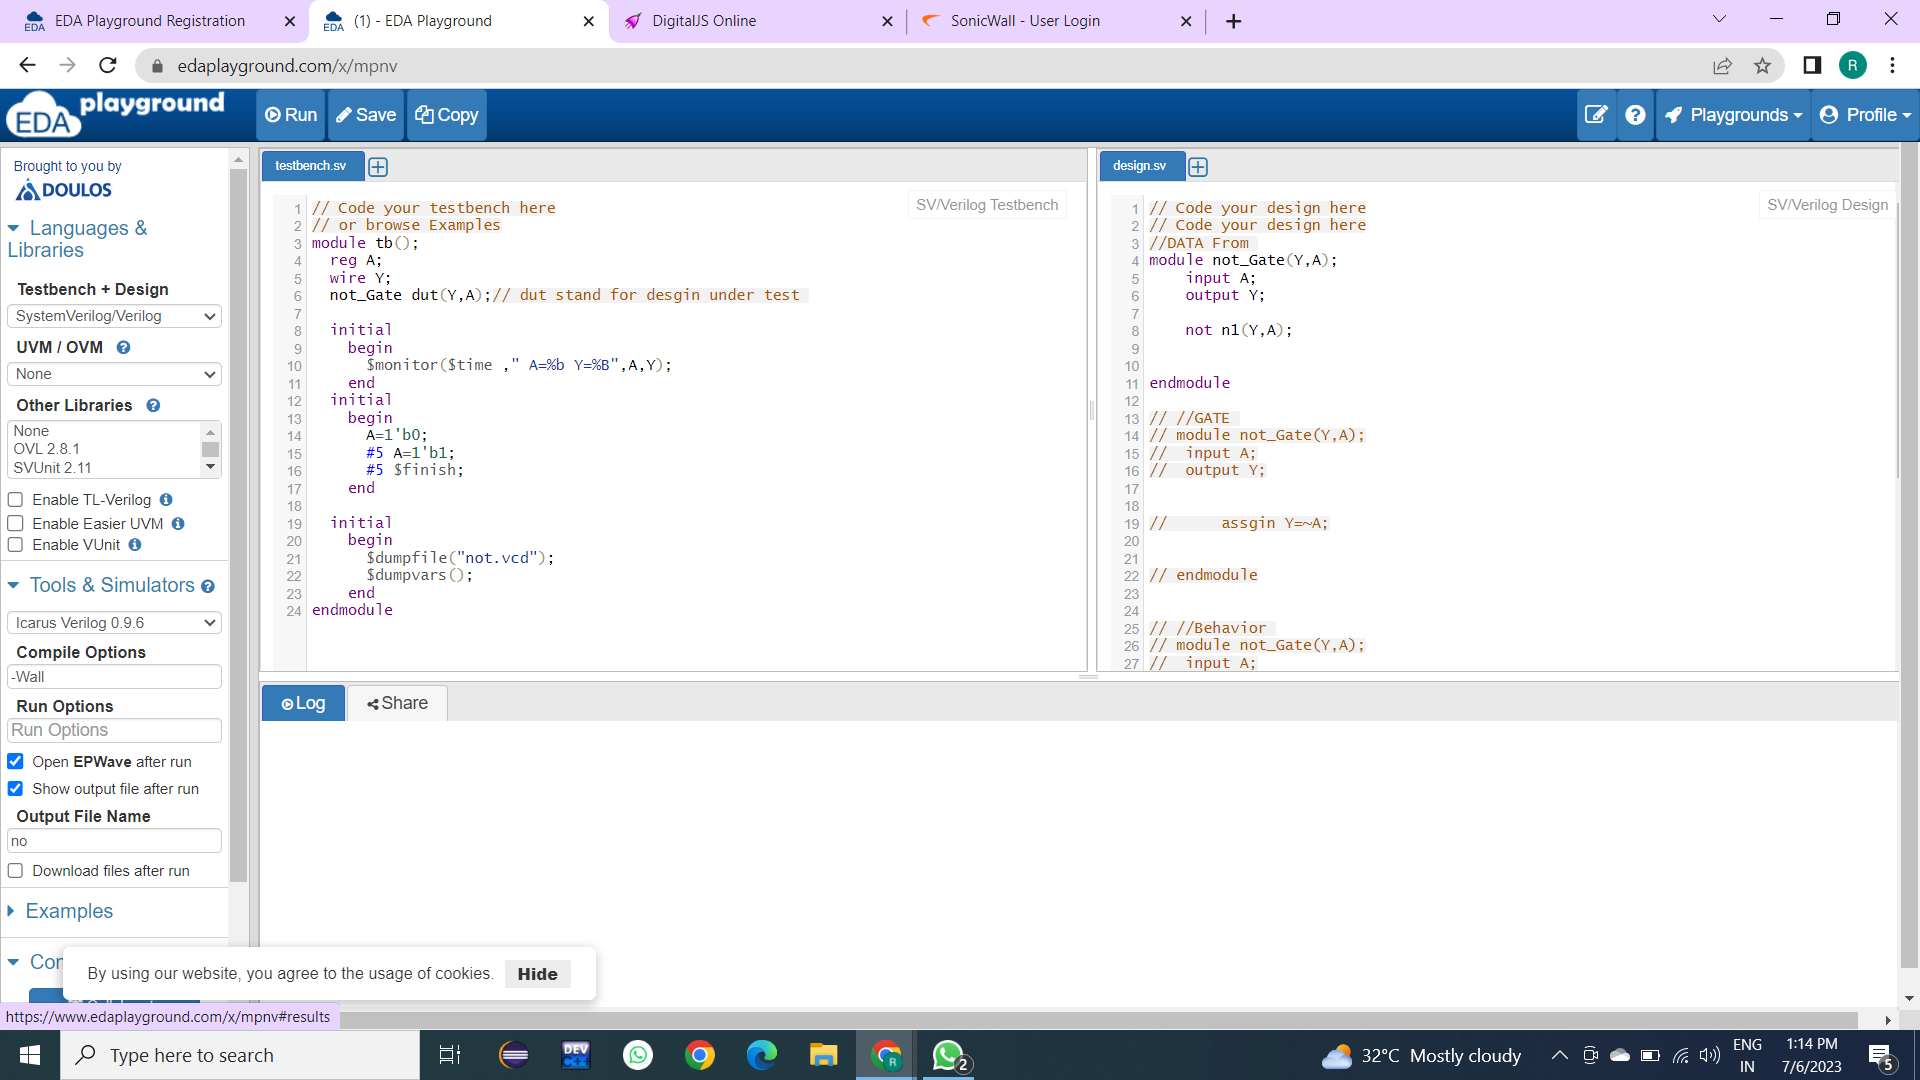 EDA Playground Registration
(1) - EDA Playground
DigitalJS Online
SonicWall - User Login
edaplayground.com/x/mpnv
R
EDA playground
Run
Save
Copy
Playgrounds
Profile
Brought to you by
DOULOS
Languages &
Libraries
Testbench + Design
SystemVerilog/Verilog
UVM / OVM
None
Other Libraries
None
OVL 2.8.1
SVUnit 2.11
Enable TL-Verilog
Enable Easier UVM
Enable VUnit
Tools & Simulators
Icarus Verilog 0.9.6
Compile Options
-Wall
Run Options
Run Options
Open EPWave after run
Show output file after run
Output File Name
no
Download files after run
Examples
testbench.sv
SV/Verilog Testbench
1 // Code your testbench here
2 // or browse Examples
3 module tb();
4 reg A;
5 wire Y;
6 not_Gate dut(Y,A);// dut stand for desgin under test
7
8 initial
9 begin
10 $monitor($time ," A=%b Y=%B",A,Y);
11 end
12 initial
13 begin
14 A=1'b0;
15 #5 A=1'b1;
16 #5 $finish;
17 end
18
19 initial
20 begin
21 $dumpfile("not.vcd");
22 $dumpvars();
23 end
24 endmodule
design.sv
SV/Verilog Design
1 // Code your design here
2 // Code your design here
3 //DATA From
4 module not_Gate(Y,A);
5 input A;
6 output Y;
7
8 not n1(Y,A);
9
10
11 endmodule
12
13 // //GATE
14 // module not_Gate(Y,A);
15 // input A;
16 // output Y;
17
18
19 // assgin Y=~A;
20
21
22 // endmodule
23
24
25 // //Behavior
26 // module not_Gate(Y,A);
27 // input A;
Log
Share
By using our website, you agree to the usage of cookies.
Hide
https://www.edaplayground.com/x/mpnv#results
Type here to search
DEV C++
R
2
32°C Mostly cloudy
ENG
IN
1:14 PM
7/6/2023
5